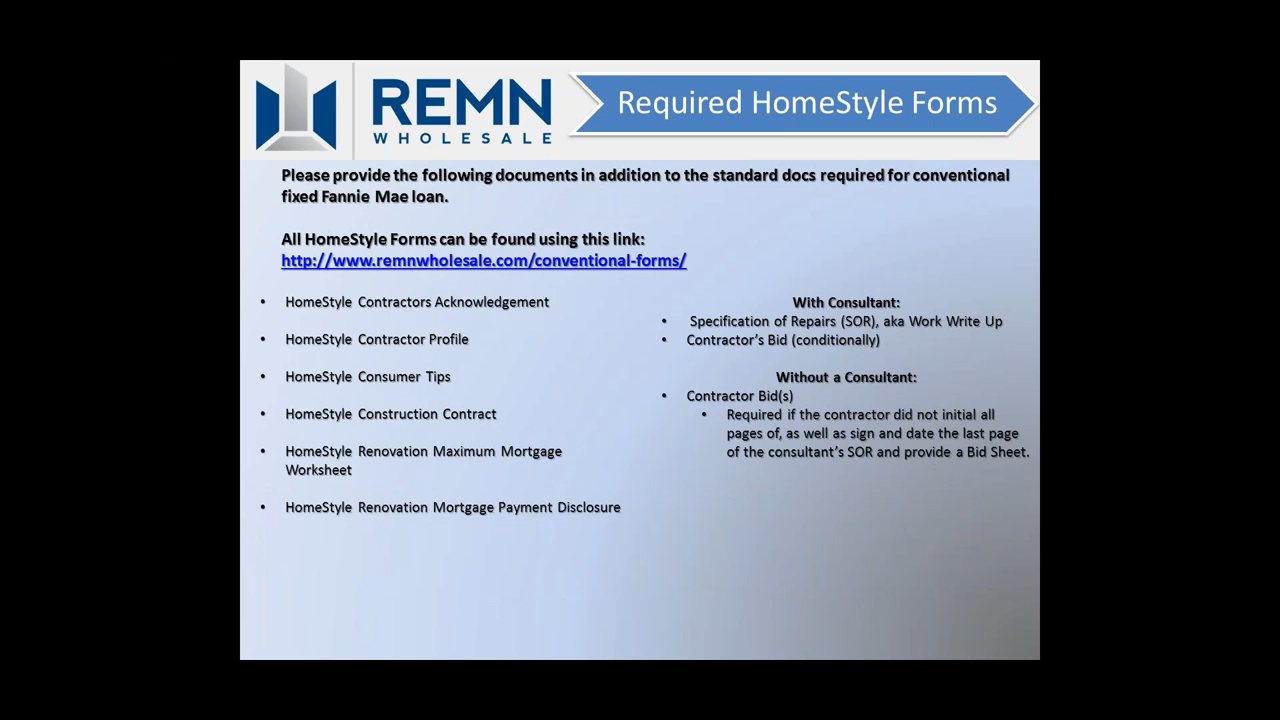 REMN
WHOLESALE
Required HomeStyle Forms
Please provide the following documents in addition to the standard docs required for conventional
fixed Fannie Mae loan.
All HomeStyle Forms can be found using this link:
http://www.remnwholesale.com/conventional-forms/
• HomeStyle Contractors Acknowledgement
• HomeStyle Contractor Profile
• HomeStyle Consumer Tips
• HomeStyle Construction Contract
• HomeStyle Renovation Maximum Mortgage
Worksheet
• HomeStyle Renovation Mortgage Payment Disclosure
With Consultant:
• Specification of Repairs (SOR), aka Work Write Up
• Contractor’s Bid (conditionally)
Without a Consultant:
• Contractor Bid(s)
• Required if the contractor did not initial all
pages of, as well as sign and date the last page
of the consultant’s SOR and provide a Bid Sheet.